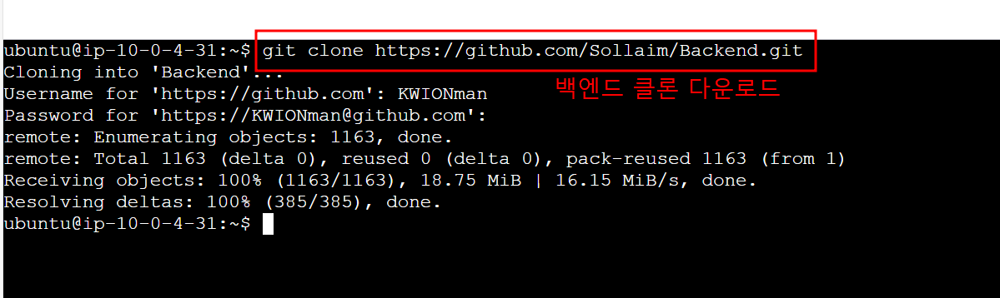 ubuntu@ip-10-0-4-31:~$ git clone https://github.com/Sollaim/Backend.git
Cloning into 'Backend'...
백엔드 클론 다운로드
Username for 'https://github.com': KWIONman
Password for 'https://KWIONman@github.com':
remote: Enumerating objects: 1163, done.
remote: Total 1163 (delta 0), reused 0 (delta 0), pack-reused 1163 (from 1)
Receiving objects: 100% (1163/1163), 18.75 MiB | 16.15 MiB/s, done.
Resolving deltas: 100% (385/385), done.
ubuntu@ip-10-0-4-31:~$